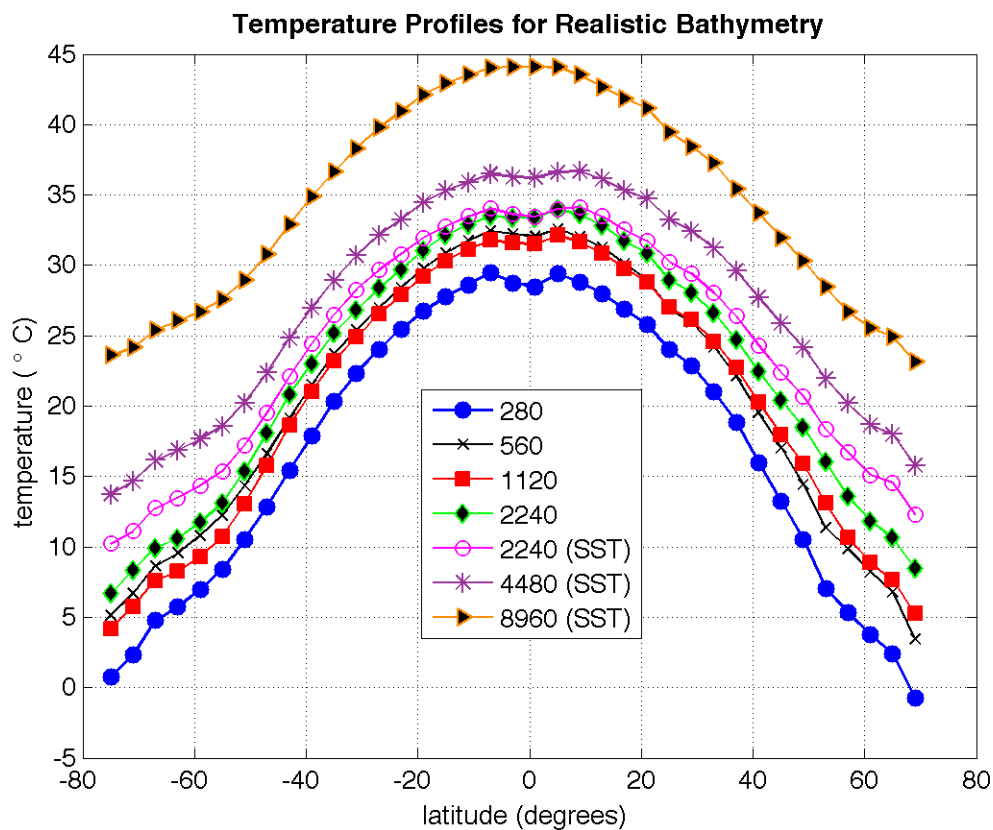 Temperature Profiles for Realistic Bathymetry
45
40
35
30
25
20
15
10
5
0
-5
temperature (° C)
280
560
1120
2240
2240 (SST)
4480 (SST)
8960 (SST)
-80 -60 -40 -20 0 20 40 60 80
latitude (degrees)